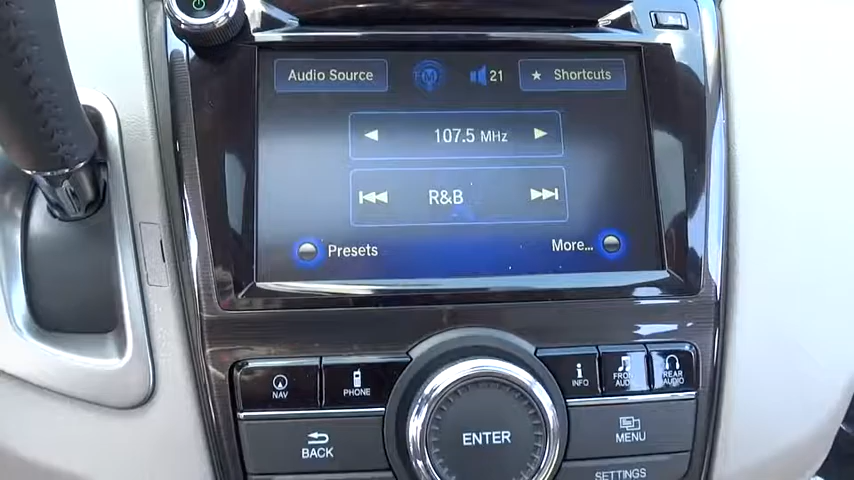 Audio Source
FM
21
★ Shortcuts
107.5 MHz
R&B
Presets
More...
NAV
PHONE
INFO
FRONT AUDIO
REAR AUDIO
BACK
ENTER
MENU
SETTINGS